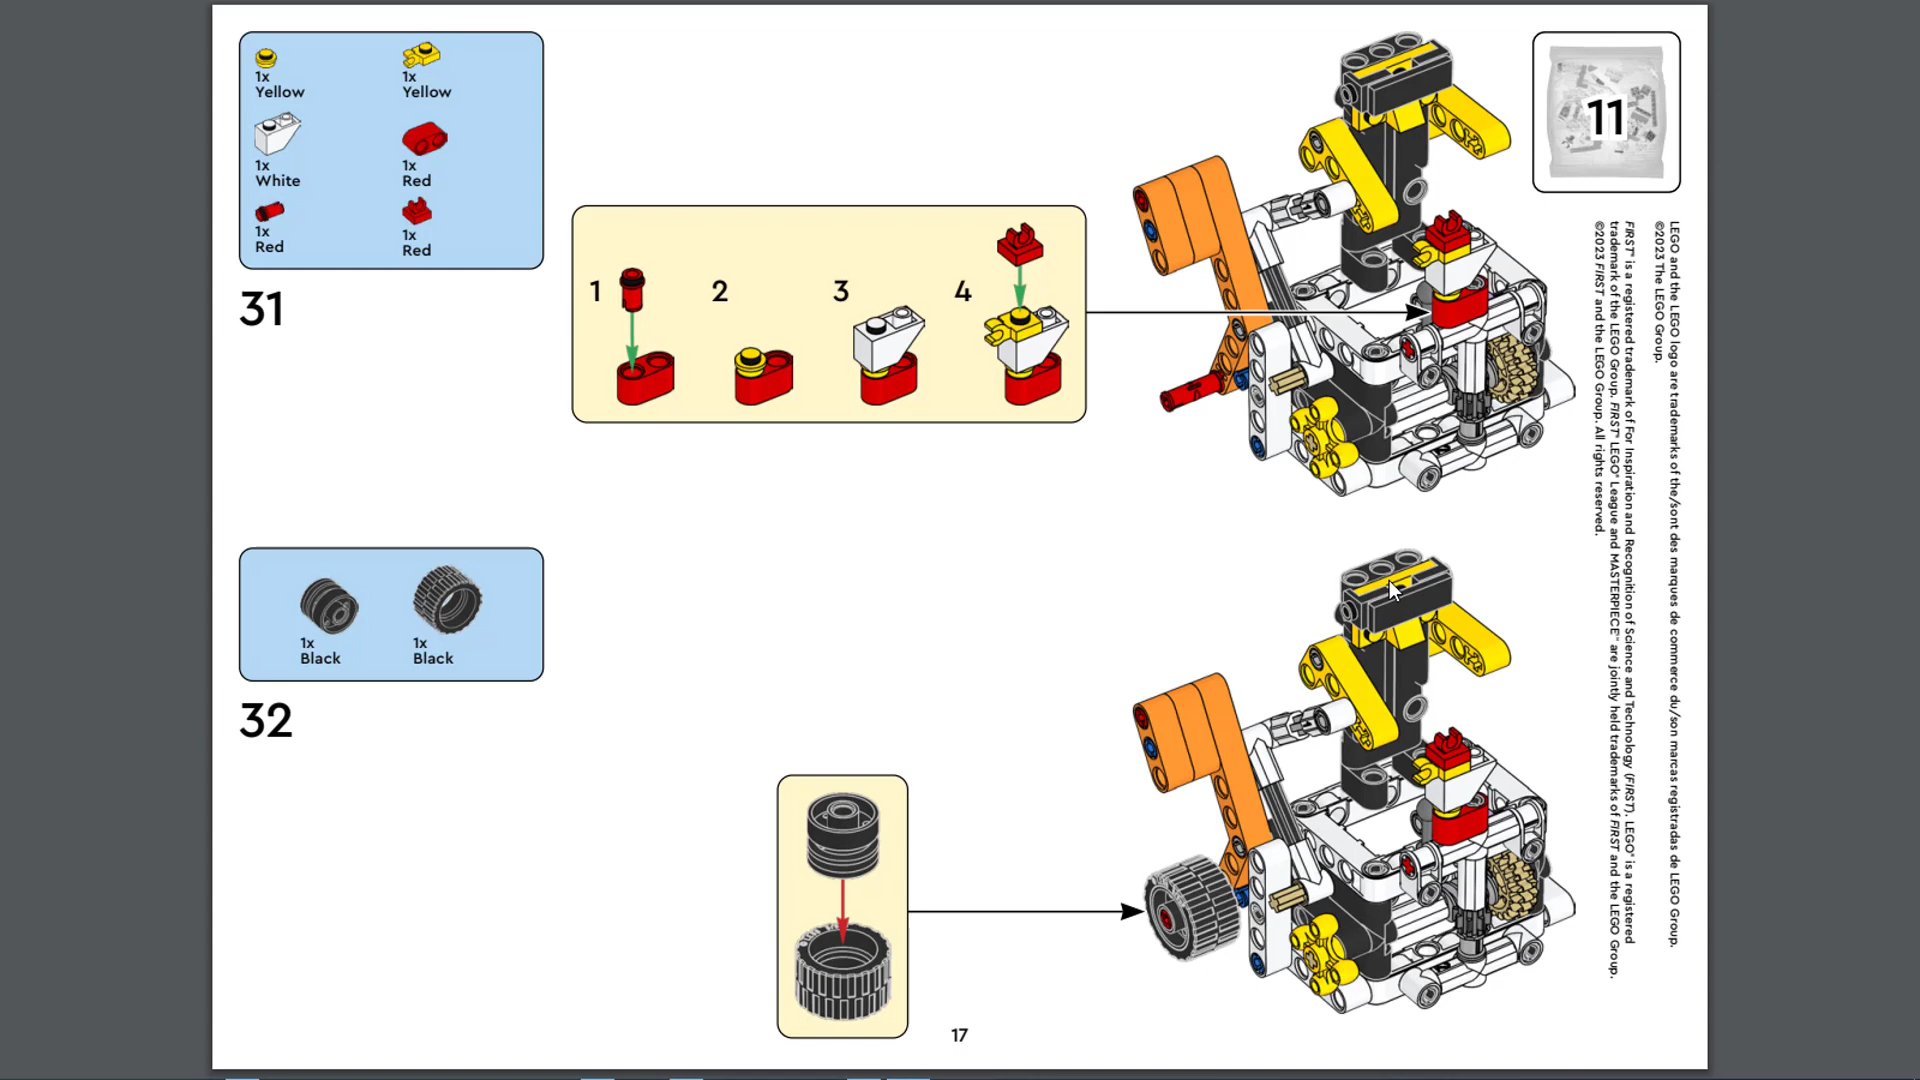 1x
Yellow
1x
Yellow
1x
White
1x
Red
1x
Red
1x
Red
31
1
2
3
4
11
LEGO and the LEGO logo are trademarks of the/sont des marques de commerce du/son marcas registradas de LEGO Group.
©2023 The LEGO Group.
FIRST® is a registered trademark of For Inspiration and Recognition of Science and Technology (FIRST). LEGO® is a registered
trademark of the LEGO Group. FIRST® LEGO® League and MASTERPIECE℠ are jointly held trademarks of FIRST and the LEGO Group.
©2023 FIRST and the LEGO Group. All rights reserved.
1x
Black
1x
Black
32
17